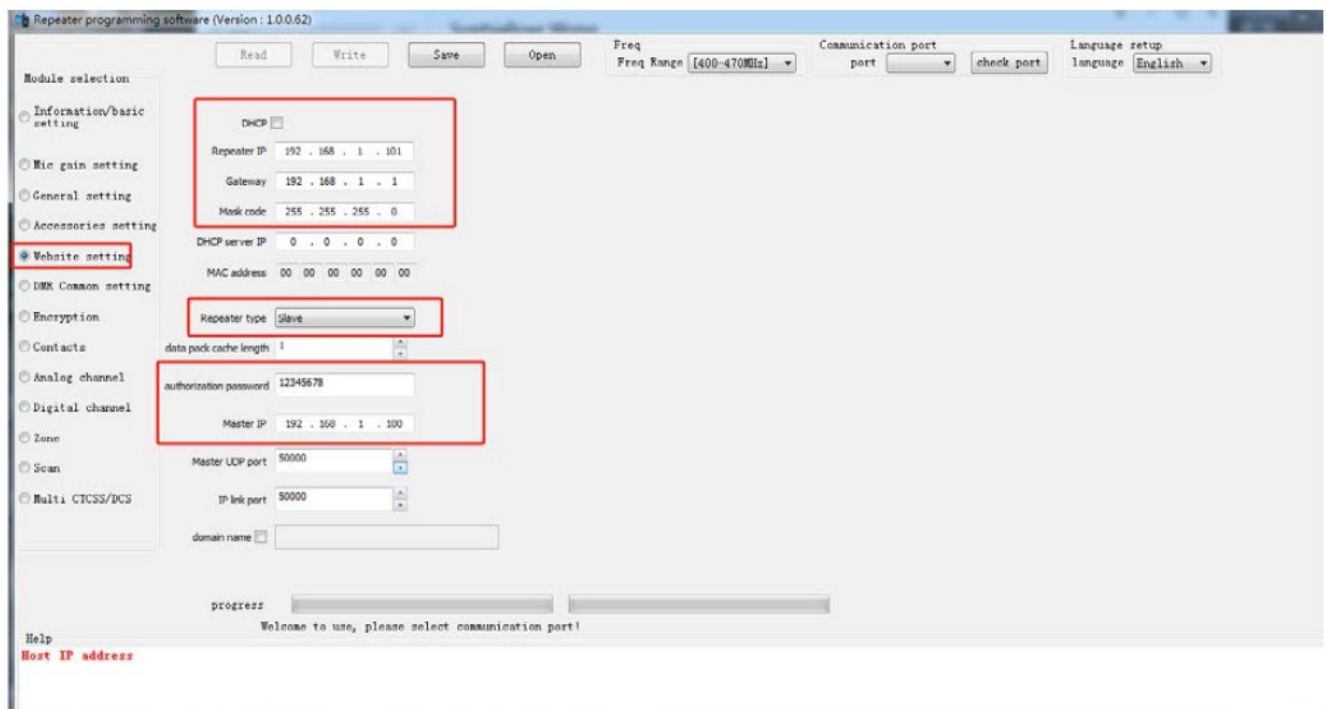 Repeater programming software (Version : 1.0.0.62)
Read Write Save Open
Freq
Freq Range [400-470MHz]
Communication port
port check port
Language setup
language English
Module selection
Information/basic setting
Mic gain setting
General setting
Accessories setting
Website setting
DMR Common setting
Encryption
Contacts
Analog channel
Digital channel
Zone
Scan
Multi CTCSS/DCS
DHCP
Repeater IP 192 . 168 . 1 . 101
Gateway 192 . 168 . 1 . 1
Mask code 255 . 255 . 255 . 0
DHCP server IP 0 . 0 . 0 . 0
MAC address 00 00 00 00 00 00
Repeater type Slave
data pack cache length 1
authorization password 12345678
Master IP 192 . 168 . 1 . 100
Master UDP port 50000
IP link port 50000
domain name
progress
Welcome to use, please select communication port!
Help
Host IP address